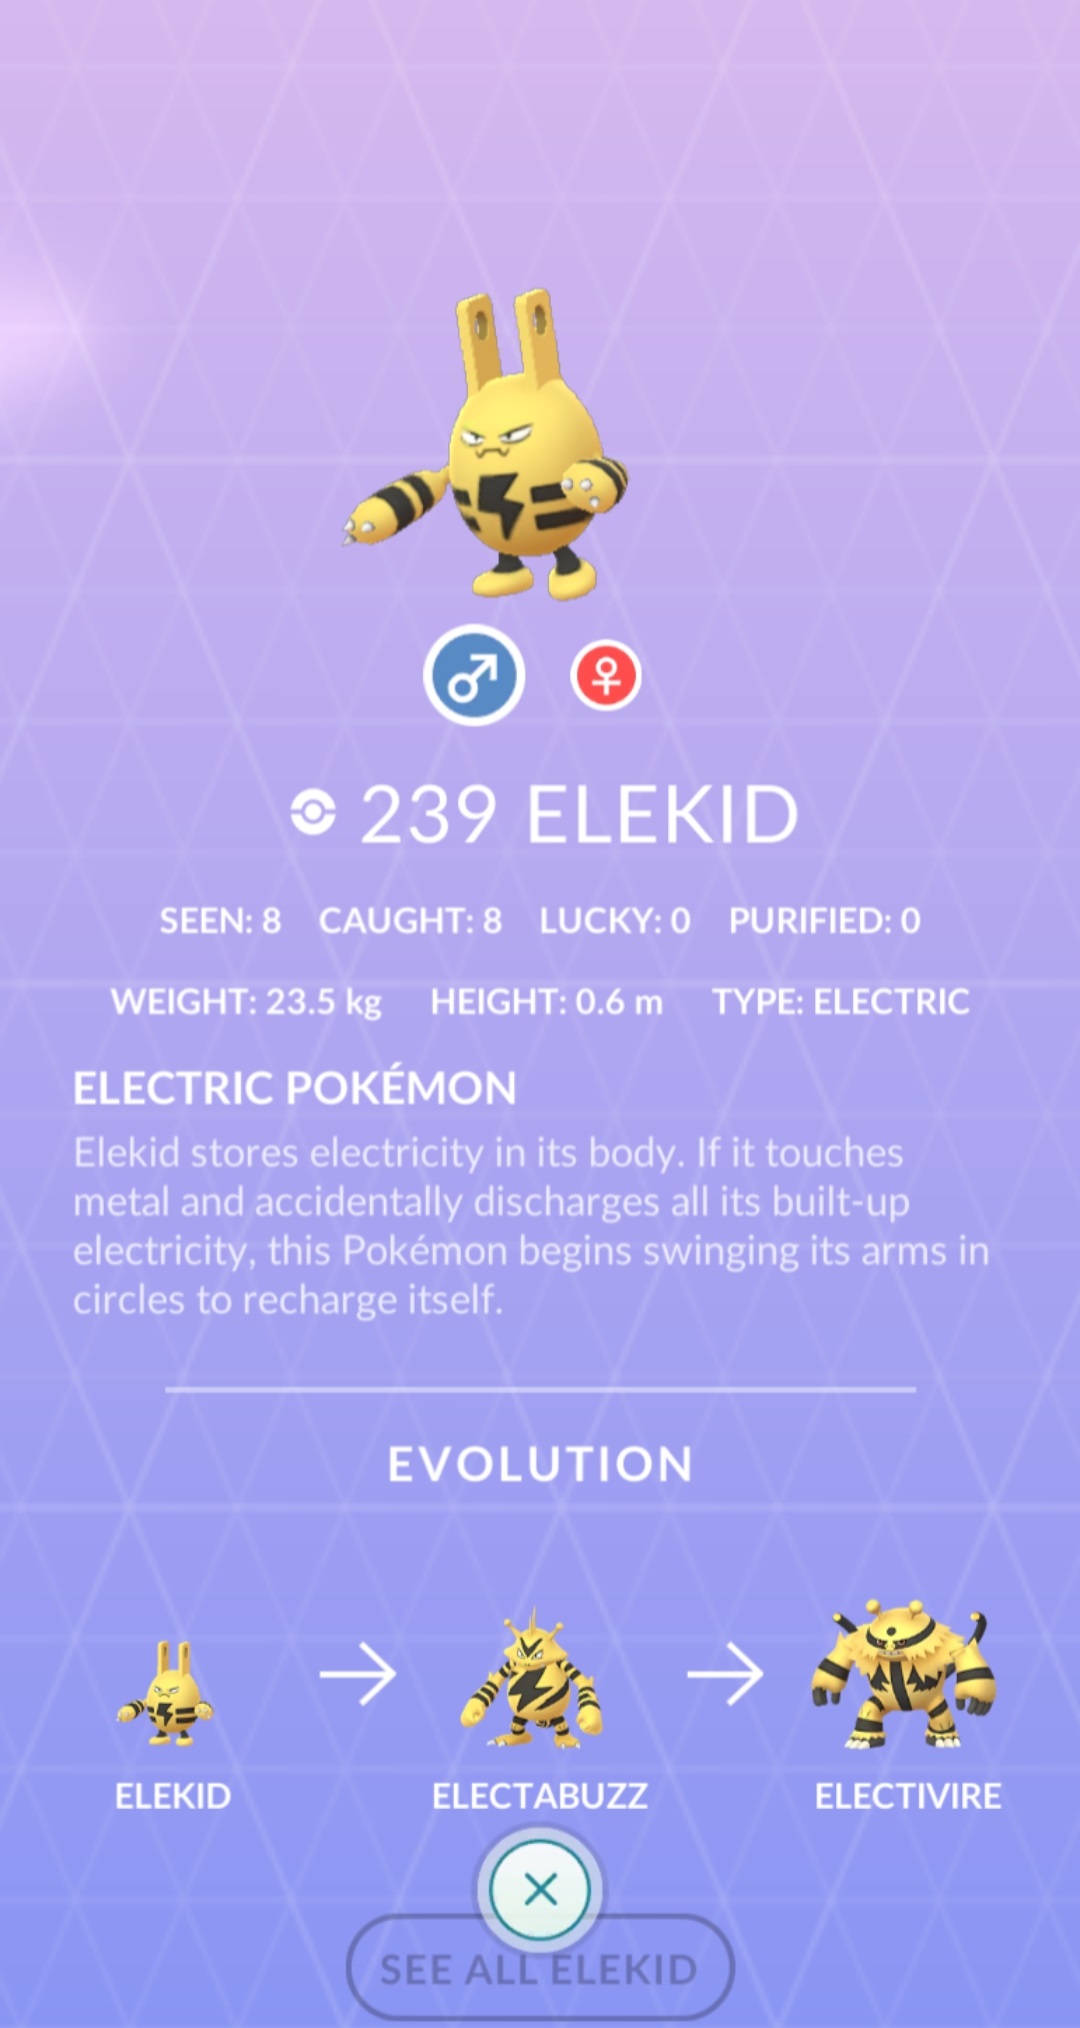 239 ELEKID
SEEN: 8 CAUGHT: 8 LUCKY: 0 PURIFIED: 0
WEIGHT: 23.5 kg HEIGHT: 0.6 m TYPE: ELECTRIC
ELECTRIC POKÉMON
Elekid stores electricity in its body. If it touches
metal and accidentally discharges all its built-up
electricity, this Pokémon begins swinging its arms in
circles to recharge itself.
EVOLUTION
ELEKID ELECTABUZZ ELECTIVIRE
SEE ALL ELEKID